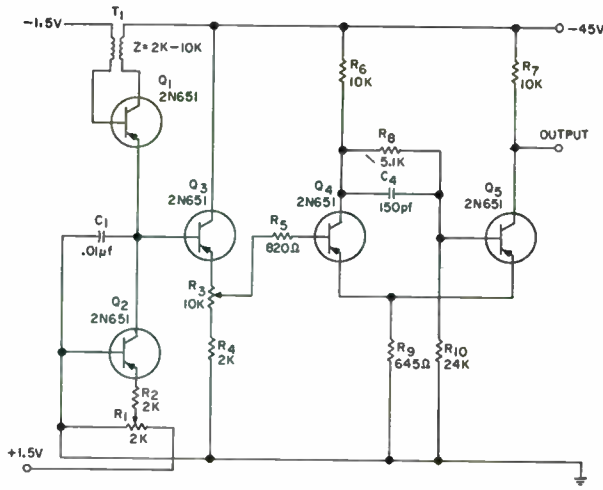 -1.5V
T1
Z = 2K-10K
-45V
Q1
2N651
R6
10K
R7
10K
OUTPUT
R8
5.1K
C4
150pf
Q3
2N651
Q4
2N651
Q5
2N651
C1
.01μf
R5
820Ω
Q2
2N651
R3
10K
R4
2K
R9
645Ω
R10
24K
R2
2K
R1
2K
+1.5V